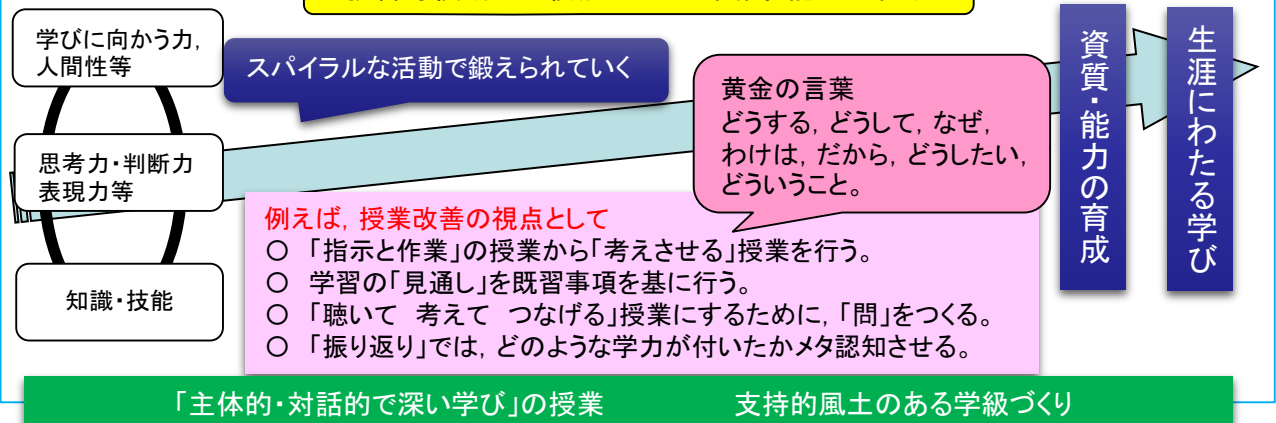 学びに向かう力,
人間性等
スパイラルな活動で鍛えられていく
思考力・判断力
表現力等
知識・技能
黄金の言葉
どうする, どうして, なぜ,
わけは, だから, どうしたい,
どういうこと。
例えば, 授業改善の視点として
○ 「指示と作業」の授業から「考えさせる」授業を行う。
○ 学習の「見通し」を既習事項を基に行う。
○ 「聴いて 考えて つなげる」授業にするために, 「問」をつくる。
○ 「振り返り」では, どのような学力が付いたかメタ認知させる。
資質・能力の育成
生涯にわたる学び
「主体的・対話的で深い学び」の授業 支持的風土のある学級づくり